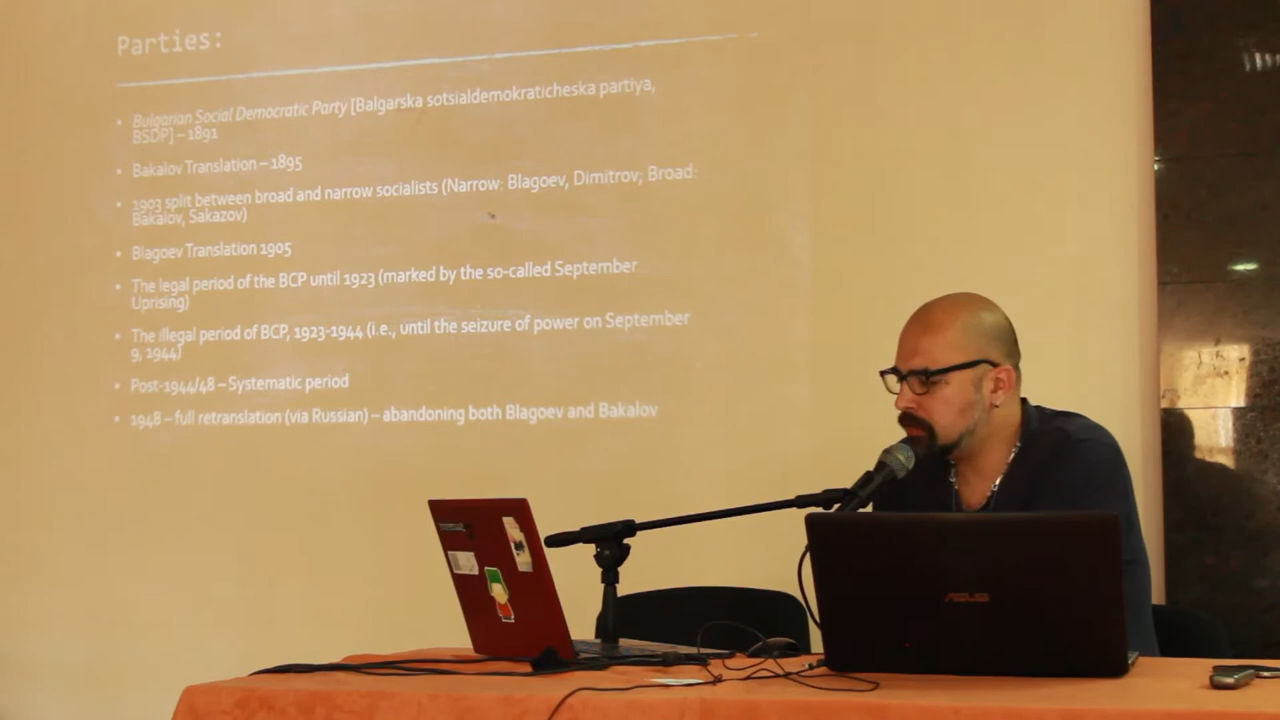 Parties:
Bulgarian Social Democratic Party [Balgarska sotsialdemokraticheska partiya,
BSDP] – 1891
Bakalov Translation – 1895
1903 split between broad and narrow socialists (Narrow: Blagoev, Dimitrov; Broad:
Bakalov, Sakazov)
Blagoev Translation 1905
The legal period of the BCP until 1923 (marked by the so-called September
Uprising)
The illegal period of BCP, 1923-1944 (i.e., until the seizure of power on September
9, 1944)
Post-1944/48 – Systematic period
1948 – full retranslation (via Russian) – abandoning both Blagoev and Bakalov
ASUS